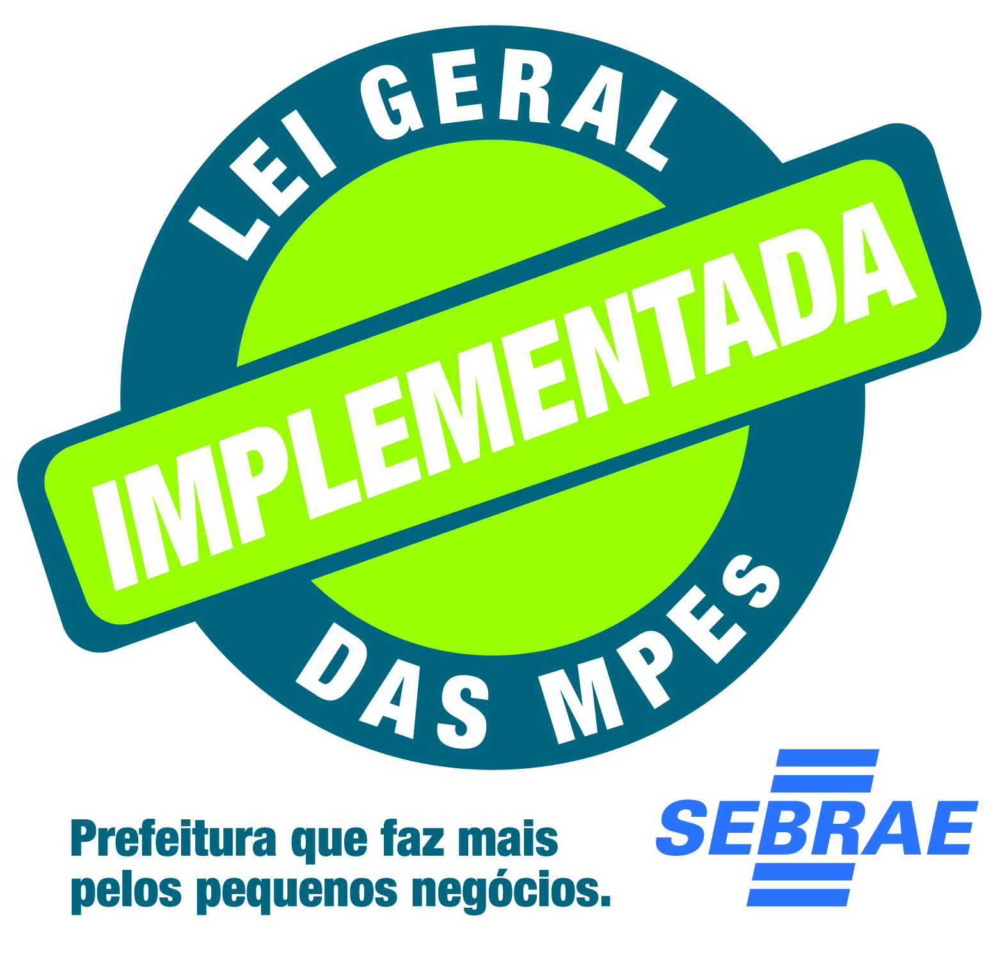 LEI GERAL
IMPLEMENTADA
DAS MPES
Prefeitura que faz mais
pelos pequenos negócios.
SEBRAE